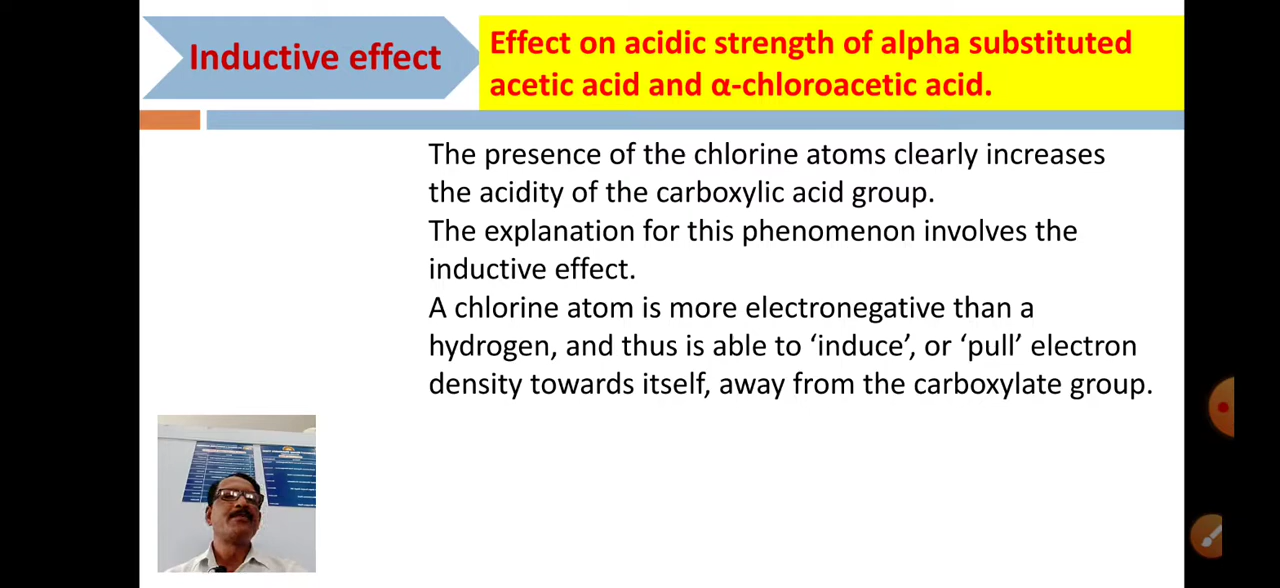 Inductive effect
Effect on acidic strength of alpha substituted
acetic acid and α-chloroacetic acid.
The presence of the chlorine atoms clearly increases
the acidity of the carboxylic acid group.
The explanation for this phenomenon involves the
inductive effect.
A chlorine atom is more electronegative than a
hydrogen, and thus is able to ‘induce’, or ‘pull’ electron
density towards itself, away from the carboxylate group.